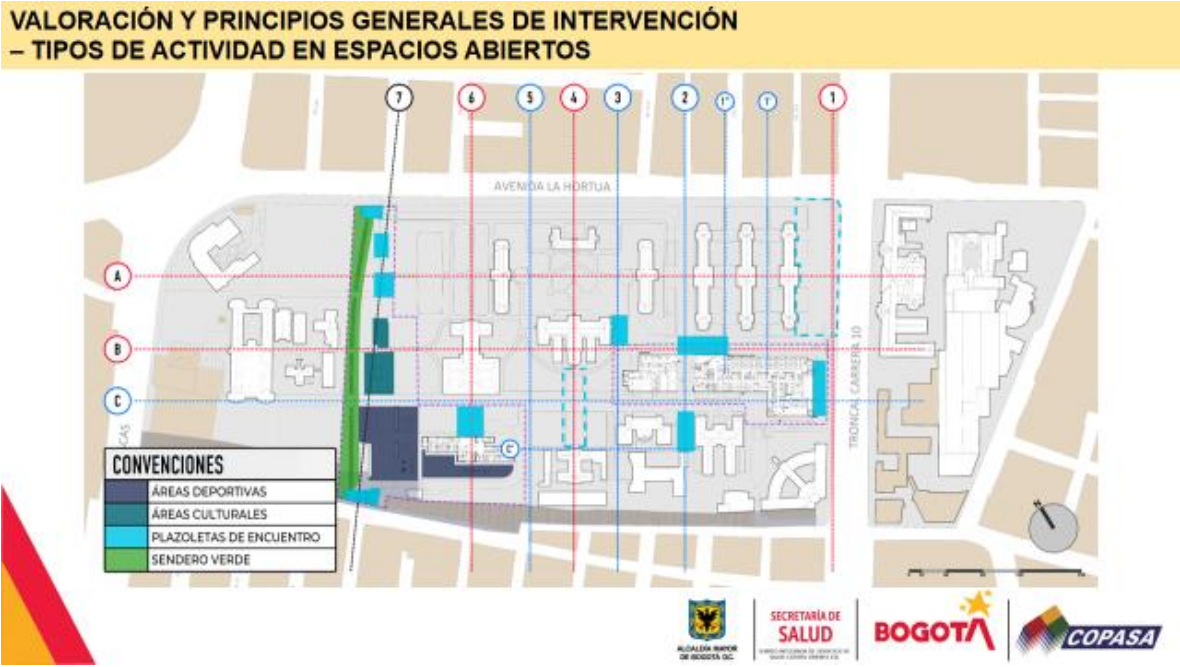 VALORACIÓN Y PRINCIPIOS GENERALES DE INTERVENCIÓN
– TIPOS DE ACTIVIDAD EN ESPACIOS ABIERTOS
7
6
5
4
3
2
1"
1'
1
AVENIDA LA HORTUA
A
B
C
C'
TRONCAL CARRERA 10
CAS
CONVENCIONES
ÁREAS DEPORTIVAS
ÁREAS CULTURALES
PLAZOLETAS DE ENCUENTRO
SENDERO VERDE
N
ALCALDÍA MAYOR
DE BOGOTÁ D.C.
SECRETARÍA DE
SALUD
BOGOTÁ
COPASA